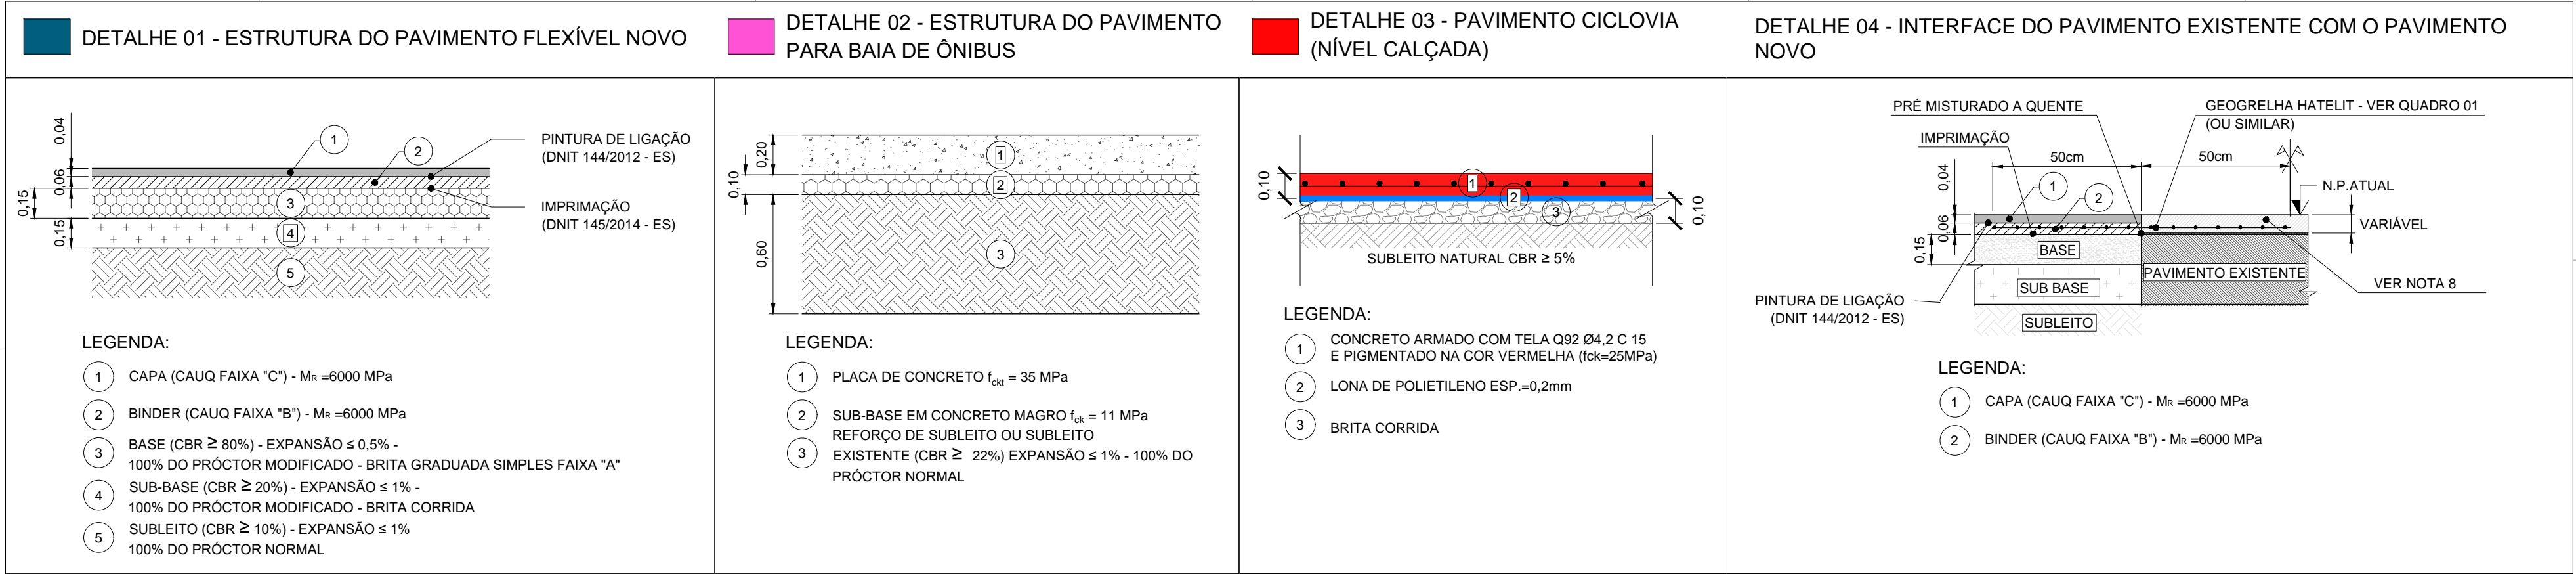 DETALHE 01 - ESTRUTURA DO PAVIMENTO FLEXÍVEL NOVO
0,04
0,06
0,15
0,15
1
2
3
4
5
PINTURA DE LIGAÇÃO
(DNIT 144/2012 - ES)
IMPRIMAÇÃO
(DNIT 145/2014 - ES)
LEGENDA:
1 CAPA (CAUQ FAIXA "C") - MR =6000 MPa
2 BINDER (CAUQ FAIXA "B") - MR =6000 MPa
BASE (CBR ≥ 80%) - EXPANSÃO ≤ 0,5% -
3
100% DO PRÓCTOR MODIFICADO - BRITA GRADUADA SIMPLES FAIXA "A"
SUB-BASE (CBR ≥ 20%) - EXPANSÃO ≤ 1% -
4
100% DO PRÓCTOR MODIFICADO - BRITA CORRIDA
SUBLEITO (CBR ≥ 10%) - EXPANSÃO ≤ 1%
5
100% DO PRÓCTOR NORMAL
DETALHE 02 - ESTRUTURA DO PAVIMENTO
PARA BAIA DE ÔNIBUS
0,20
0,10
0,60
1
2
3
LEGENDA:
1 PLACA DE CONCRETO fckt = 35 MPa
2 SUB-BASE EM CONCRETO MAGRO fck = 11 MPa
REFORÇO DE SUBLEITO OU SUBLEITO
3 EXISTENTE (CBR ≥ 22%) EXPANSÃO ≤ 1% - 100% DO
PRÓCTOR NORMAL
DETALHE 03 - PAVIMENTO CICLOVIA
(NÍVEL CALÇADA)
0,10
0,10
1
2
3
SUBLEITO NATURAL CBR ≥ 5%
LEGENDA:
CONCRETO ARMADO COM TELA Q92 Ø4,2 C 15
1
E PIGMENTADO NA COR VERMELHA (fck=25MPa)
2 LONA DE POLIETILENO ESP.=0,2mm
3 BRITA CORRIDA
DETALHE 04 - INTERFACE DO PAVIMENTO EXISTENTE COM O PAVIMENTO
NOVO
PRÉ MISTURADO A QUENTE
GEOGRELHA HATELIT - VER QUADRO 01
(OU SIMILAR)
IMPRIMAÇÃO
50cm
50cm
0,04
0,06
0,15
1
2
N.P.ATUAL
VARIÁVEL
BASE
PAVIMENTO EXISTENTE
SUB BASE
VER NOTA 8
PINTURA DE LIGAÇÃO
(DNIT 144/2012 - ES)
SUBLEITO
LEGENDA:
1 CAPA (CAUQ FAIXA "C") - MR =6000 MPa
2 BINDER (CAUQ FAIXA "B") - MR =6000 MPa